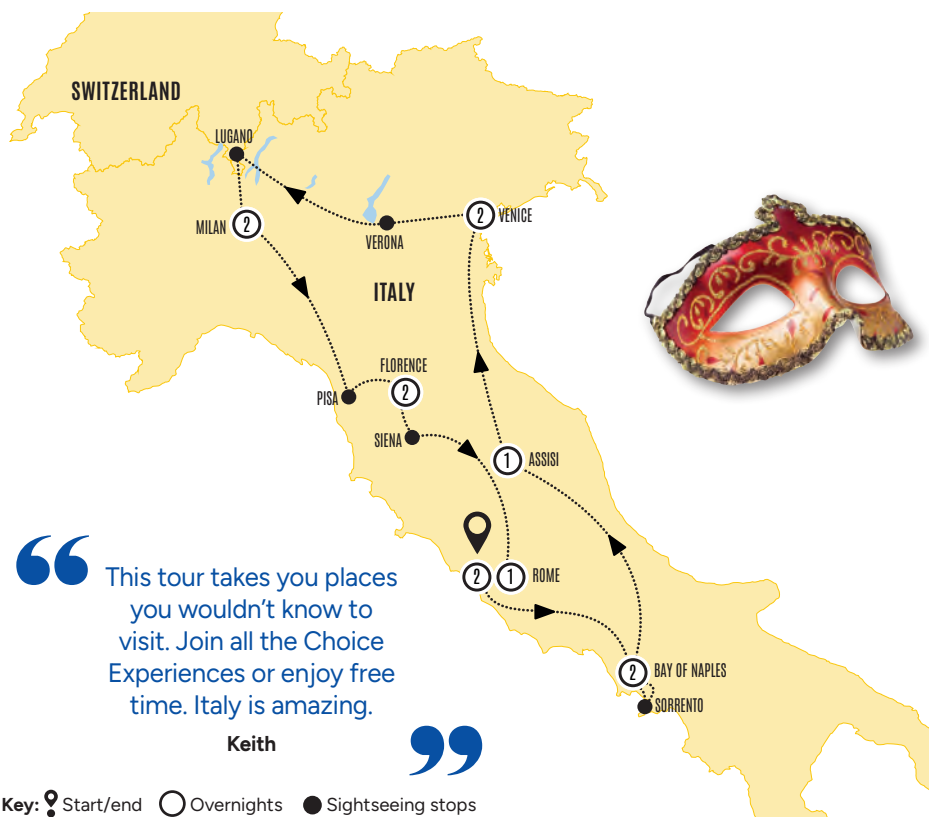 SWITZERLAND
LUGANO
MILAN
2
VERONA
2
VENICE
ITALY
FLORENCE
2
PISA
SIENA
1
ASSISI
2
1
ROME
2
BAY OF NAPLES
SORRENTO
“
This tour takes you places
you wouldn’t know to
visit. Join all the Choice
Experiences or enjoy free
time. Italy is amazing.
Keith
”
Key: Start/end Overnights Sightseeing stops